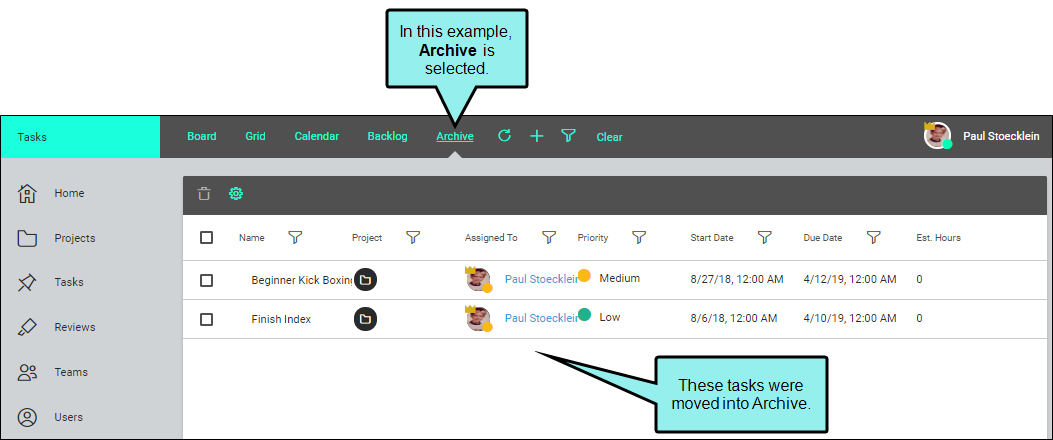 In this example,
Archive is
selected.
Tasks
Board Grid Calendar Backlog Archive Clear Paul Stoecklein
Home
Projects
Tasks
Reviews
Teams
Users
Name Project Assigned To Priority Start Date Due Date Est. Hours
Beginner Kick Boxing Paul Stoecklein Medium 8/27/18, 12:00 AM 4/12/19, 12:00 AM 0
Finish Index Paul Stoecklein Low 8/6/18, 12:00 AM 4/10/19, 12:00 AM 0
These tasks were
moved into Archive.